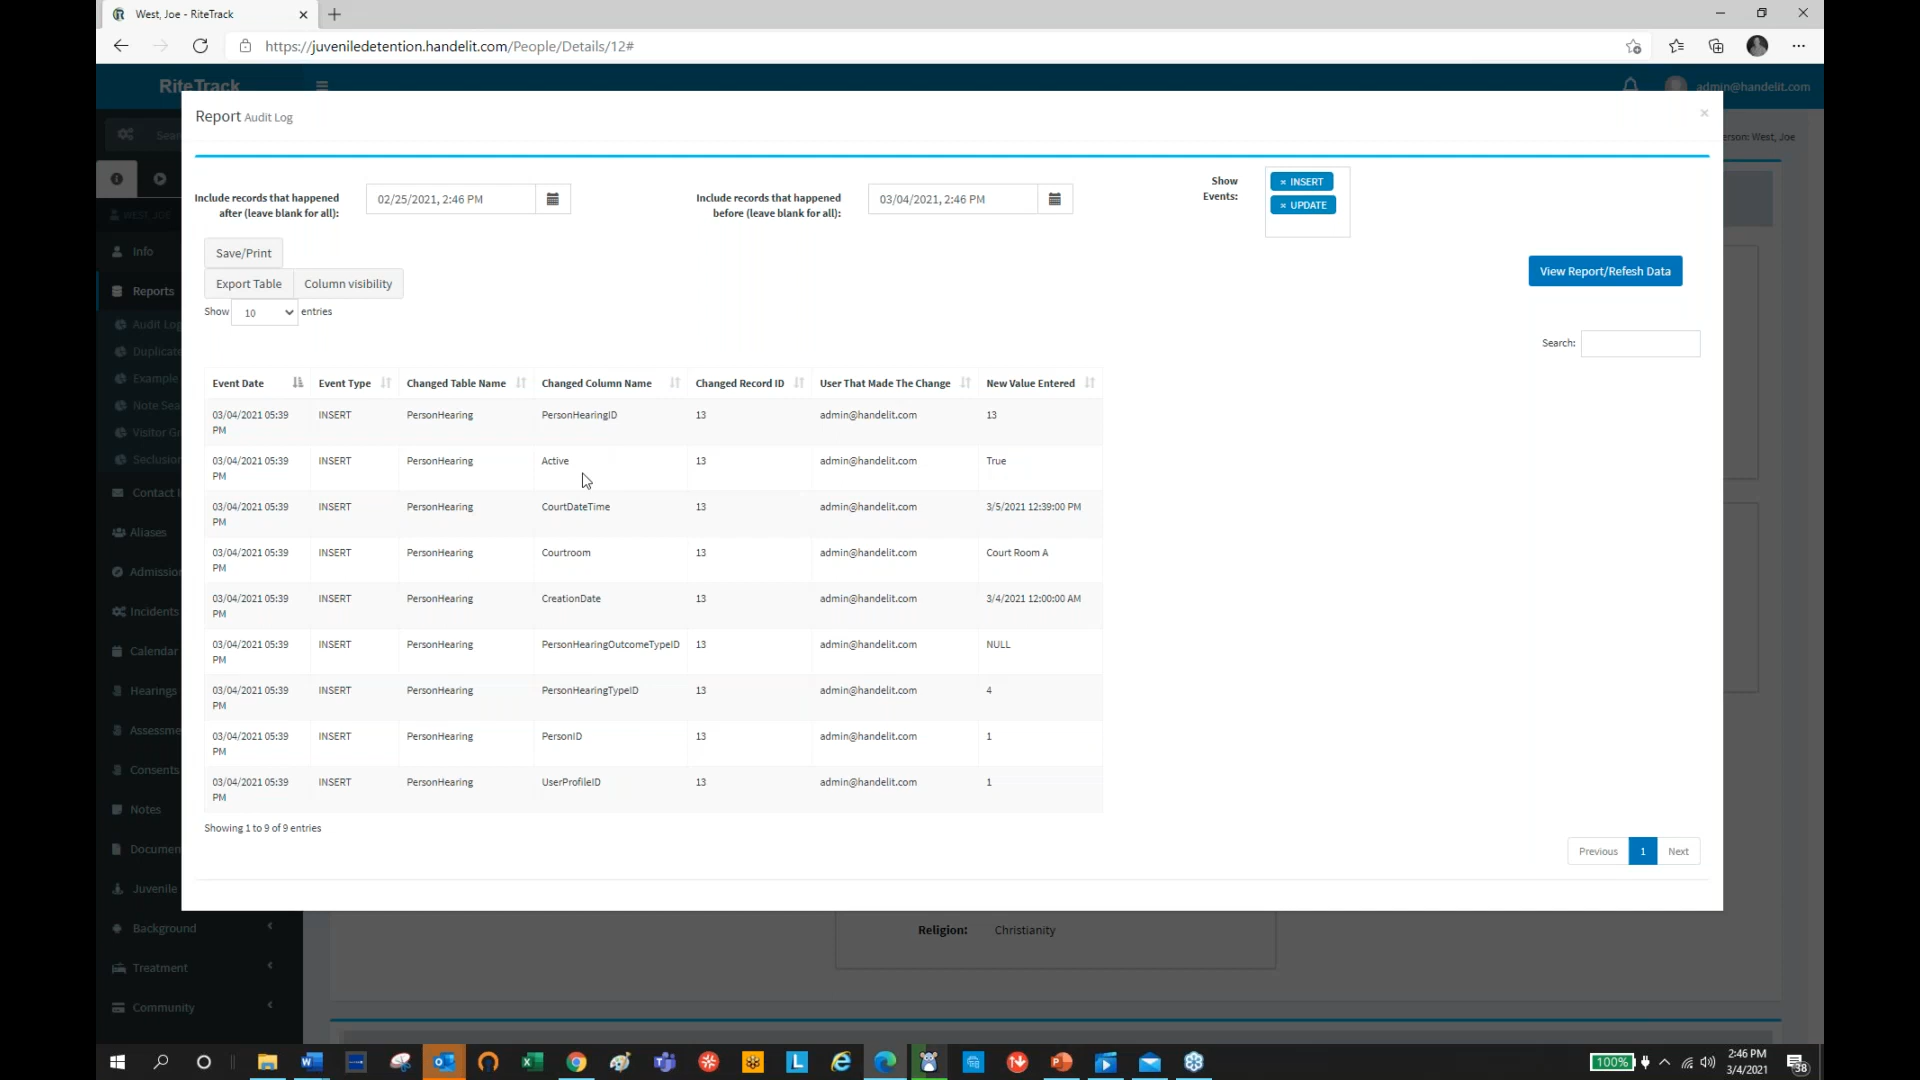 West, Joe - RiteTrack
https://juveniledetention.handelit.com/People/Details/12#
RiteTrack
admin@handelit.com
Report Audit Log
Person: West, Joe
Include records that happened
after (leave blank for all):
02/25/2021, 2:46 PM
Include records that happened
before (leave blank for all):
03/04/2021, 2:46 PM
Show
Events:
× INSERT
× UPDATE
WEST, JOE
Info
Reports
Audit Log
Duplicate
Example
Note Sea
Visitor Gr
Seclusion
Contact I
Aliases
Admission
Incidents
Calendar
Hearings
Assessme
Consents
Notes
Documen
Juvenile
Background
Treatment
Community
Save/Print
Export Table
Column visibility
View Report/Refesh Data
Show 10 entries
Search:
Event Date Event Type Changed Table Name Changed Column Name Changed Record ID User That Made The Change New Value Entered
03/04/2021 05:39 PM INSERT PersonHearing PersonHearingID 13 admin@handelit.com 13
03/04/2021 05:39 PM INSERT PersonHearing Active 13 admin@handelit.com True
03/04/2021 05:39 PM INSERT PersonHearing CourtDateTime 13 admin@handelit.com 3/5/2021 12:39:00 PM
03/04/2021 05:39 PM INSERT PersonHearing Courtroom 13 admin@handelit.com Court Room A
03/04/2021 05:39 PM INSERT PersonHearing CreationDate 13 admin@handelit.com 3/4/2021 12:00:00 AM
03/04/2021 05:39 PM INSERT PersonHearing PersonHearingOutcomeTypeID 13 admin@handelit.com NULL
03/04/2021 05:39 PM INSERT PersonHearing PersonHearingTypeID 13 admin@handelit.com 4
03/04/2021 05:39 PM INSERT PersonHearing PersonID 13 admin@handelit.com 1
03/04/2021 05:39 PM INSERT PersonHearing UserProfileID 13 admin@handelit.com 1
Showing 1 to 9 of 9 entries
Previous 1 Next
Religion: Christianity
100%
2:46 PM
3/4/2021
38